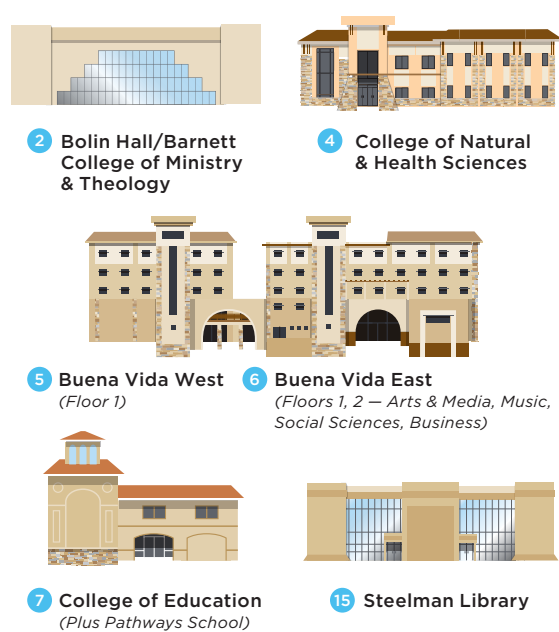 2 Bolin Hall/Barnett
College of Ministry
& Theology
4 College of Natural
& Health Sciences
5 Buena Vida West
(Floor 1)
6 Buena Vida East
(Floors 1, 2 — Arts & Media, Music,
Social Sciences, Business)
7 College of Education
(Plus Pathways School)
15 Steelman Library